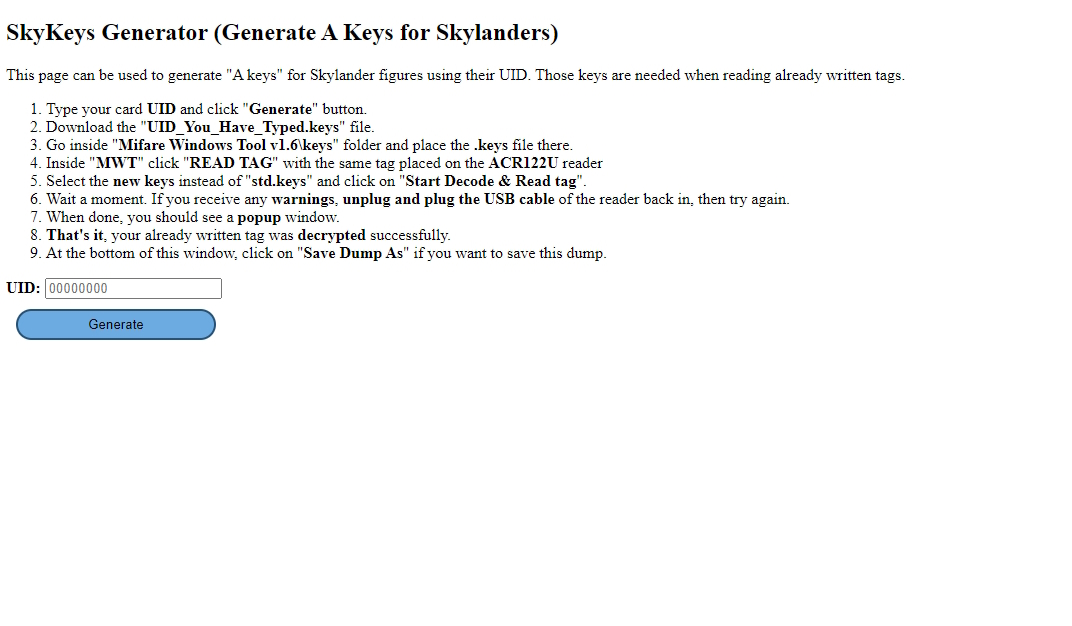 SkyKeys Generator (Generate A Keys for Skylanders)
This page can be used to generate "A keys" for Skylander figures using their UID. Those keys are needed when reading already written tags.
1. Type your card UID and click "Generate" button.
2. Download the "UID_You_Have_Typed.keys" file.
3. Go inside "Mifare Windows Tool v1.6\keys" folder and place the .keys file there.
4. Inside "MWT" click "READ TAG" with the same tag placed on the ACR122U reader
5. Select the new keys instead of "std.keys" and click on "Start Decode & Read tag".
6. Wait a moment. If you receive any warnings, unplug and plug the USB cable of the reader back in, then try again.
7. When done, you should see a popup window.
8. That's it, your already written tag was decrypted successfully.
9. At the bottom of this window, click on "Save Dump As" if you want to save this dump.
UID: 00000000
Generate